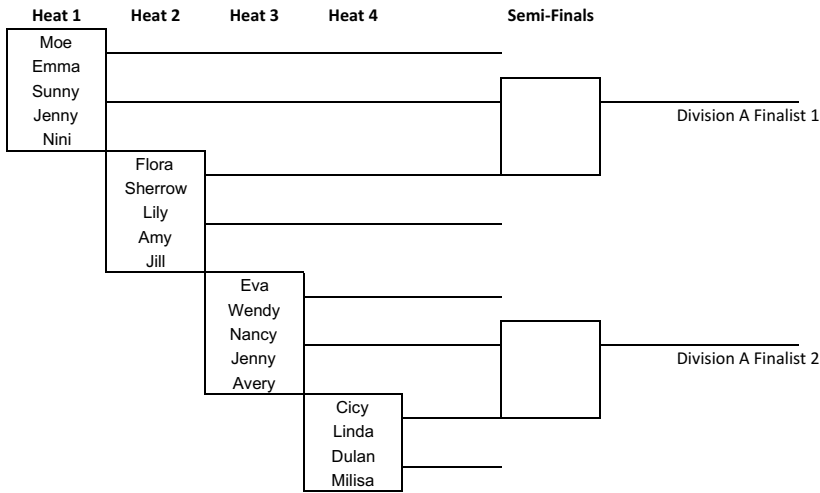 Heat 1 Heat 2 Heat 3 Heat 4 Semi-Finals
Moe
Emma
Sunny
Jenny
Nini
Division A Finalist 1
Flora
Sherrow
Lily
Amy
Jill
Eva
Wendy
Nancy
Jenny
Avery
Division A Finalist 2
Cicy
Linda
Dulan
Milisa